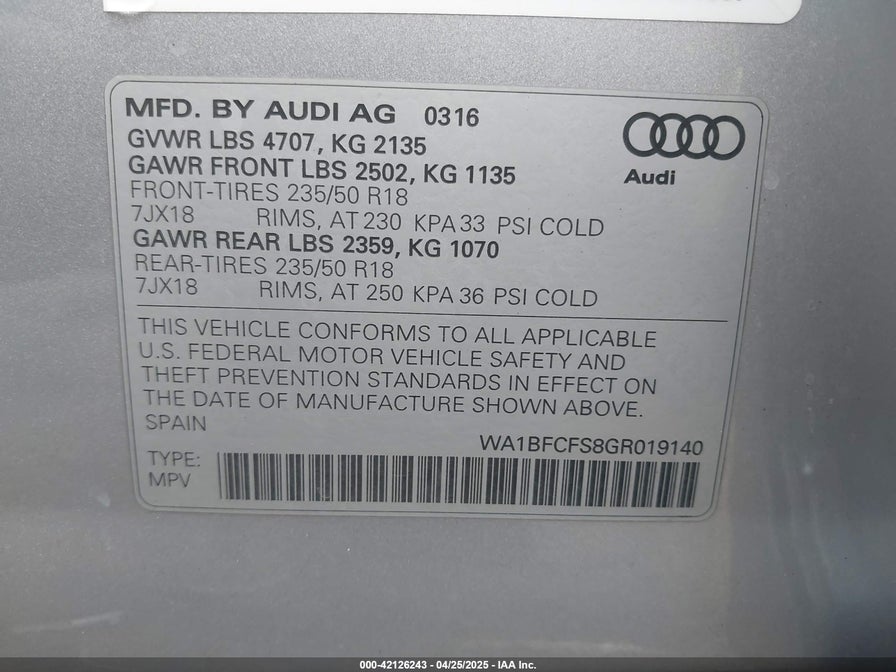 MFD. BY AUDI AG 0316
GVWR LBS 4707, KG 2135
GAWR FRONT LBS 2502, KG 1135
FRONT-TIRES 235/50 R18
7JX18 RIMS, AT 230 KPA 33 PSI COLD
GAWR REAR LBS 2359, KG 1070
REAR-TIRES 235/50 R18
7JX18 RIMS, AT 250 KPA 36 PSI COLD
Audi
THIS VEHICLE CONFORMS TO ALL APPLICABLE
U.S. FEDERAL MOTOR VEHICLE SAFETY AND
THEFT PREVENTION STANDARDS IN EFFECT ON
THE DATE OF MANUFACTURE SHOWN ABOVE.
SPAIN
WA1BFCFS8GR019140
TYPE:
MPV
000-42126243 / 04/25/2025 - IAA Inc.